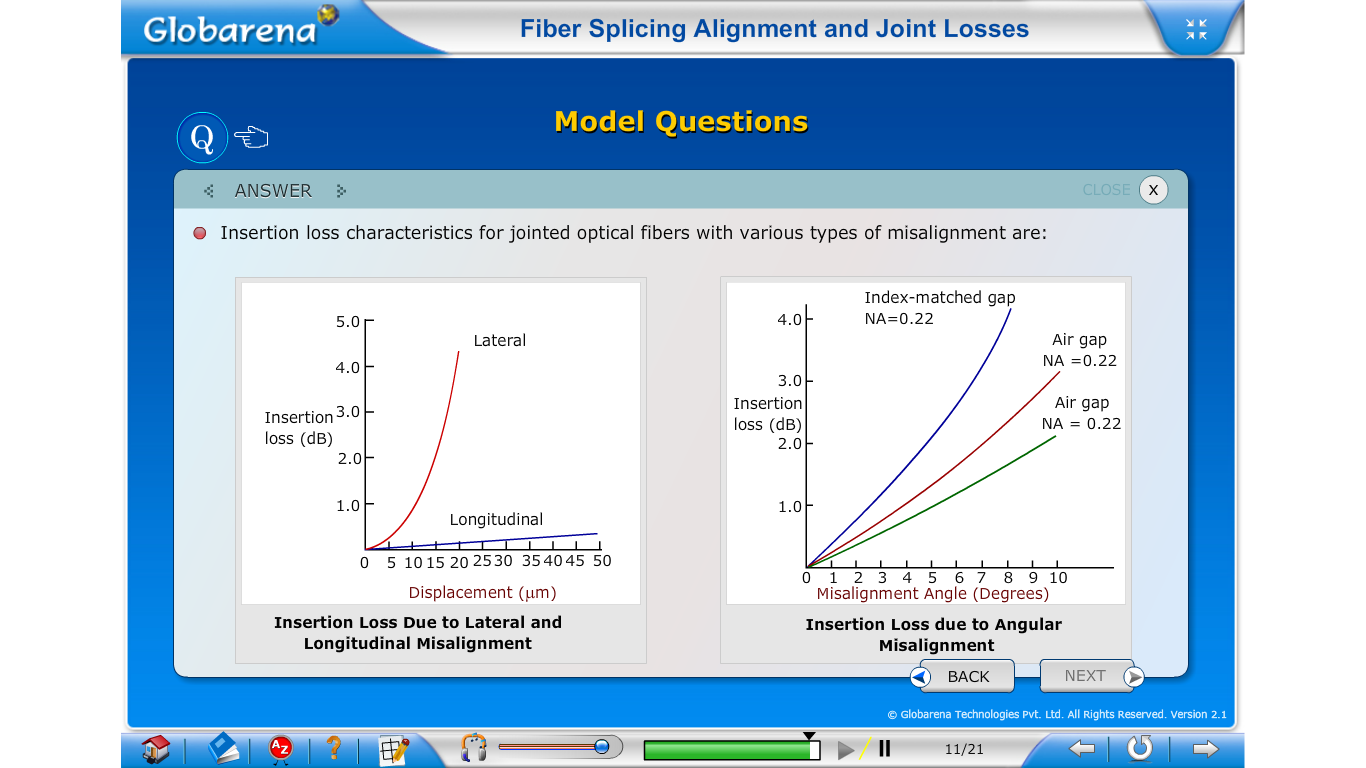 Globarena
Fiber Splicing Alignment and Joint Losses
Model Questions
Q
ANSWER
CLOSE X
Insertion loss characteristics for jointed optical fibers with various types of misalignment are:
5.0
4.0
3.0
2.0
1.0
Insertion
loss (dB)
Lateral
Longitudinal
0 5 10 15 20 25 30 35 40 45 50
Displacement (μm)
Insertion Loss Due to Lateral and
Longitudinal Misalignment
Index-matched gap
NA=0.22
Air gap
NA =0.22
Air gap
NA = 0.22
4.0
3.0
2.0
1.0
Insertion
loss (dB)
0 1 2 3 4 5 6 7 8 9 10
Misalignment Angle (Degrees)
Insertion Loss due to Angular
Misalignment
BACK
NEXT
© Globarena Technologies Pvt. Ltd. All Rights Reserved. Version 2.1
AZ
?
11/21